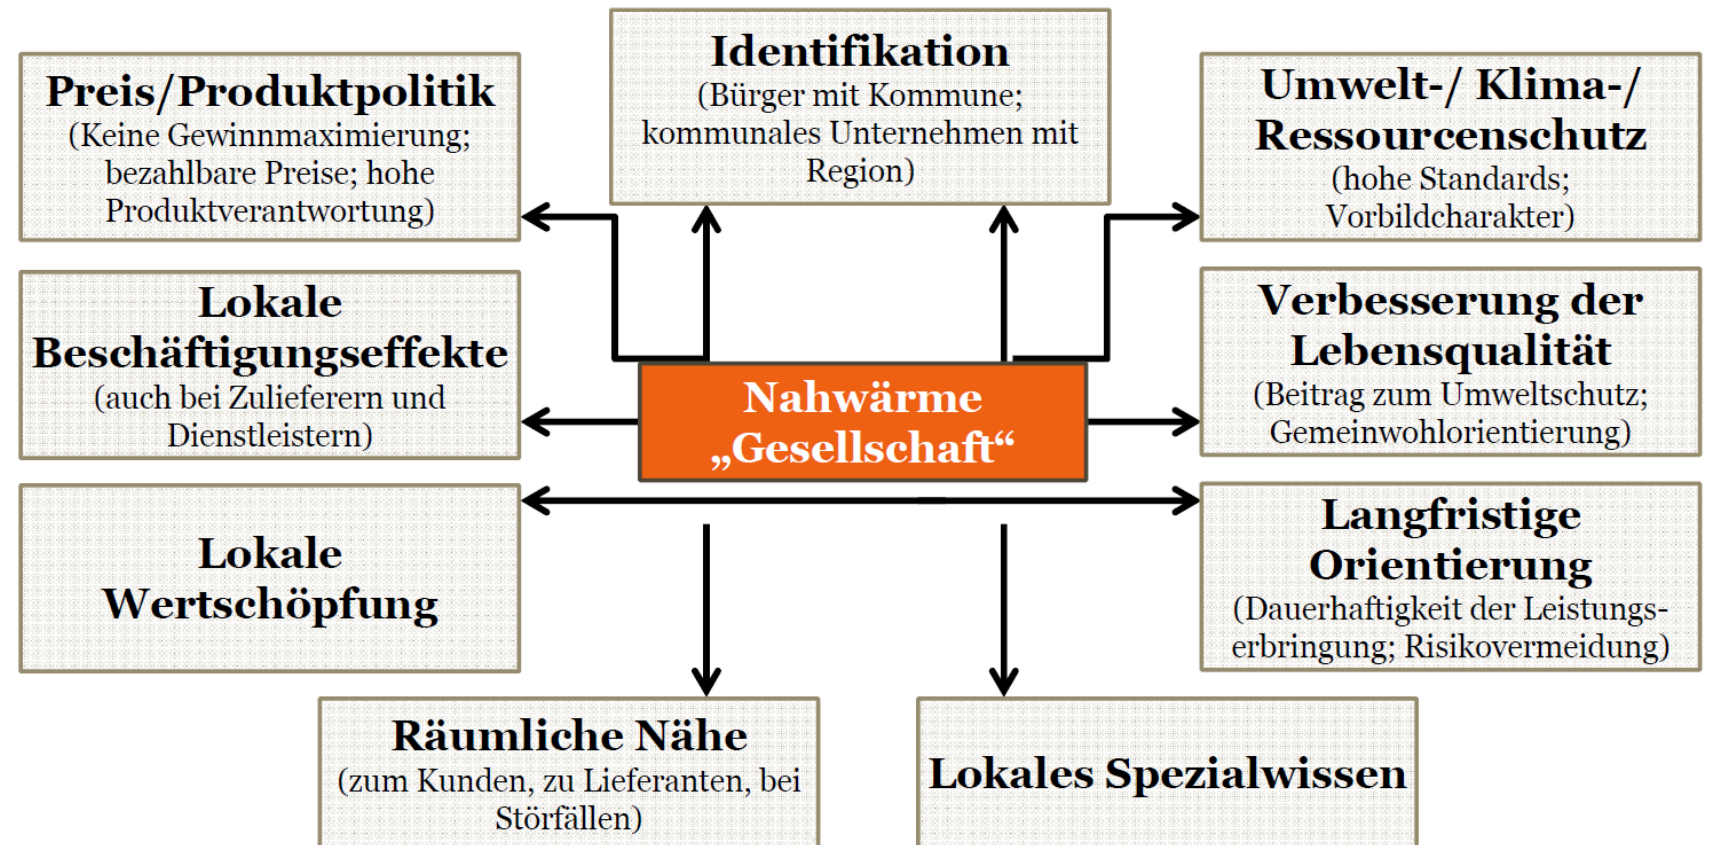 Identifikation
(Bürger mit Kommune;
kommunales Unternehmen mit
Region)
Preis/Produktpolitik
(Keine Gewinnmaximierung;
bezahlbare Preise; hohe
Produktverantwortung)
Umwelt-/ Klima-/
Ressourcenschutz
(hohe Standards;
Vorbildcharakter)
Lokale
Beschäftigungseffekte
(auch bei Zulieferern und
Dienstleistern)
Nahwärme
„Gesellschaft“
Verbesserung der
Lebensqualität
(Beitrag zum Umweltschutz;
Gemeinwohlorientierung)
Lokale
Wertschöpfung
Langfristige
Orientierung
(Dauerhaftigkeit der Leistungs-
erbringung; Risikovermeidung)
Räumliche Nähe
(zum Kunden, zu Lieferanten, bei
Störfällen)
Lokales Spezialwissen